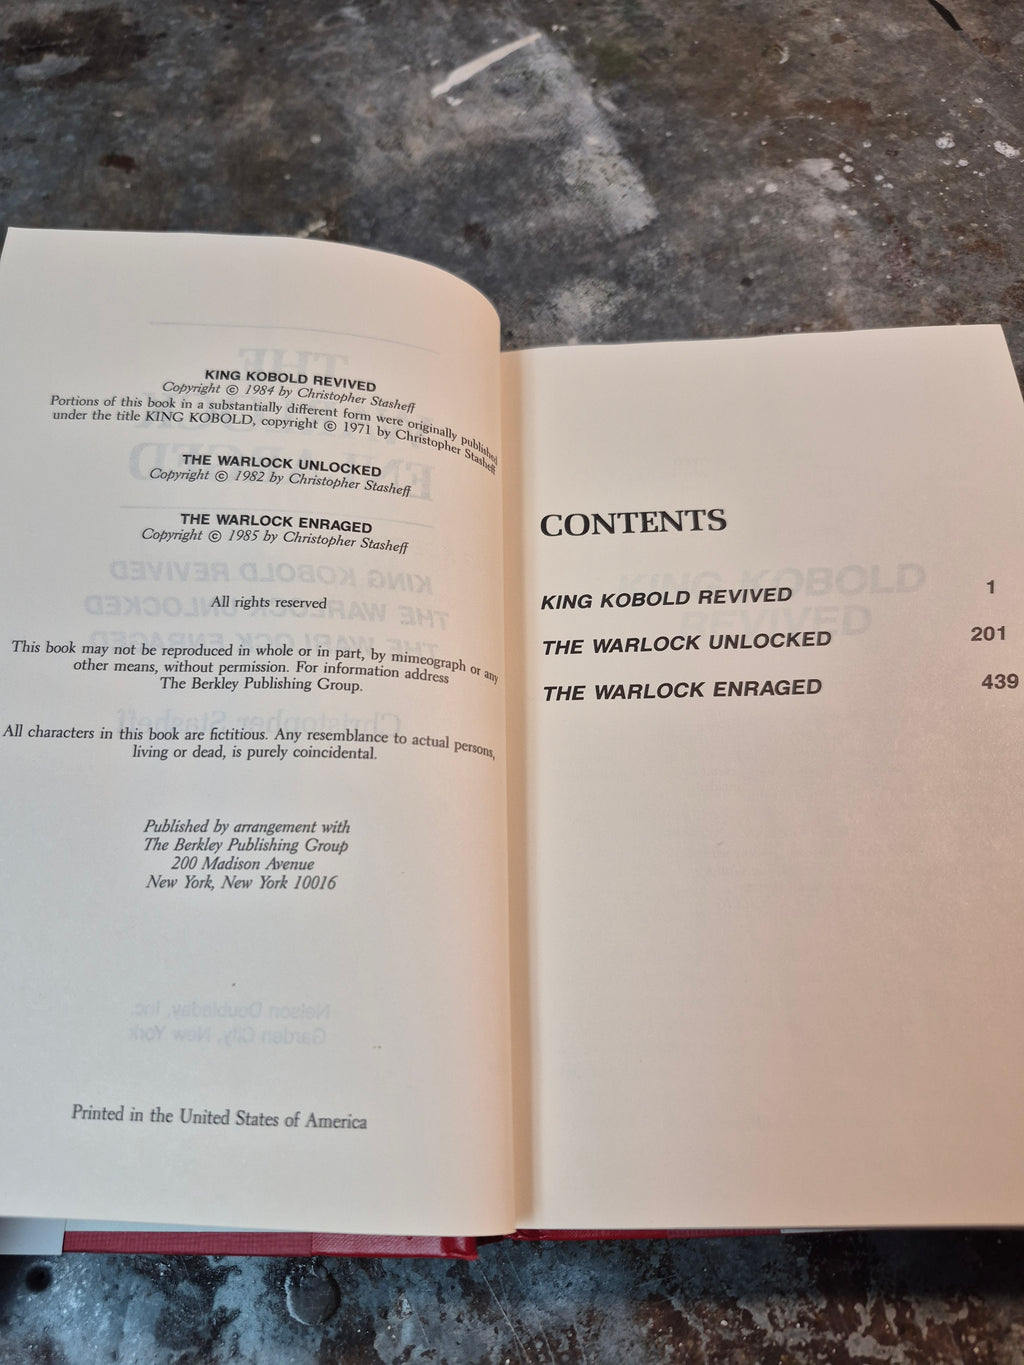 KING KOBOLD REVIVED
Copyright © 1984 by Christopher Stasheff
Portions of this book in a substantially different form were originally published
under the title KING KOBOLD, copyright © 1971 by Christopher Stasheff
THE WARLOCK UNLOCKED
Copyright © 1982 by Christopher Stasheff
THE WARLOCK ENRAGED
Copyright © 1985 by Christopher Stasheff
All rights reserved
This book may not be reproduced in whole or in part, by mimeograph or any
other means, without permission. For information address
The Berkley Publishing Group.
All characters in this book are fictitious. Any resemblance to actual persons,
living or dead, is purely coincidental.
Published by arrangement with
The Berkley Publishing Group
200 Madison Avenue
New York, New York 10016
Printed in the United States of America
CONTENTS
KING KOBOLD REVIVED 1
THE WARLOCK UNLOCKED 201
THE WARLOCK ENRAGED 439